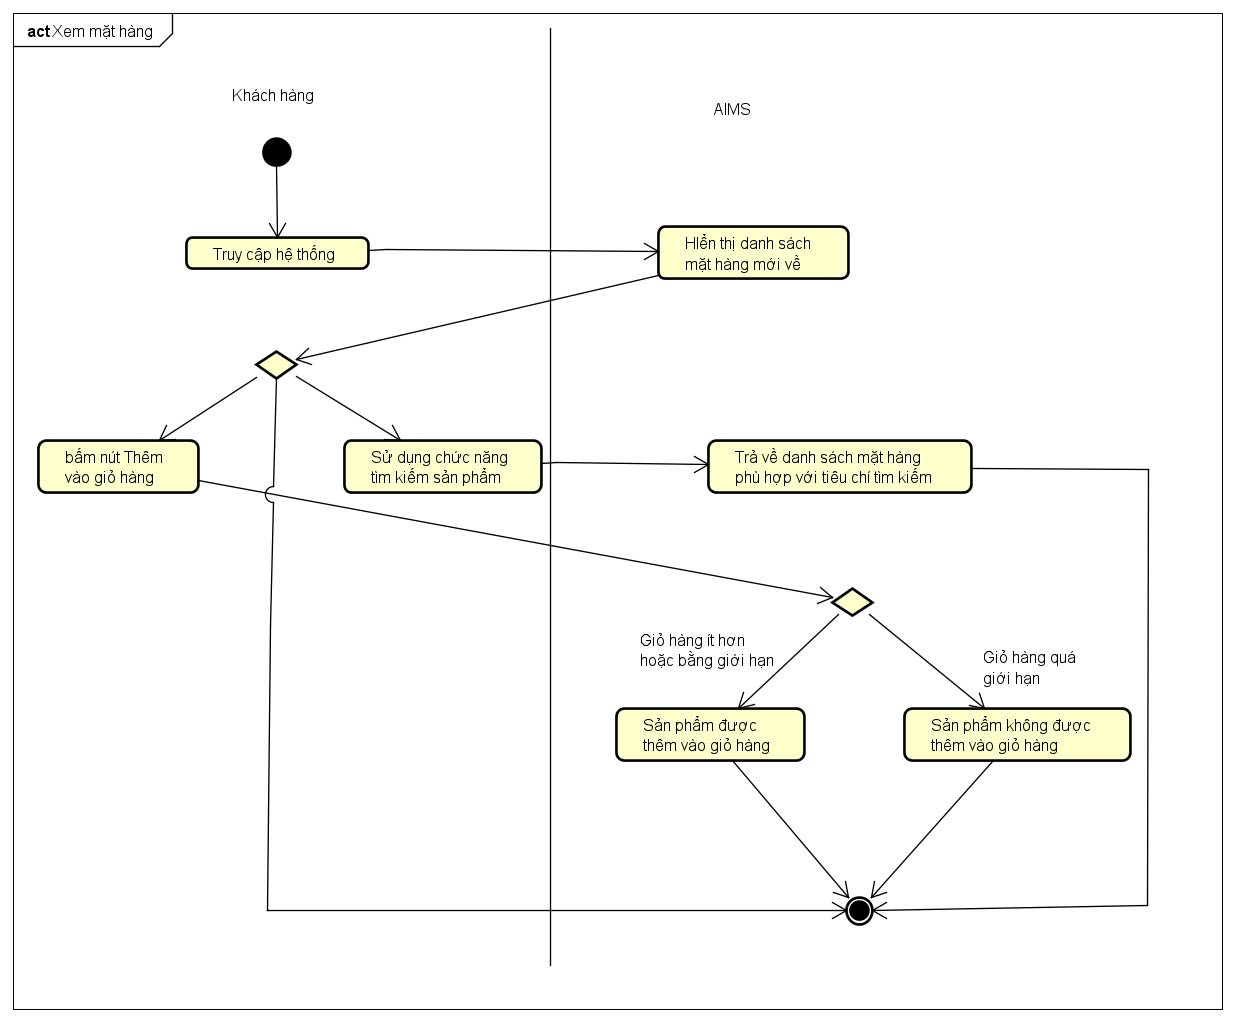 act Xem mặt hàng
Khách hàng
AIMS
Truy cập hệ thống
HIển thị danh sách
mặt hàng mới về
bấm nút Thêm
vào giỏ hàng
Sử dụng chức năng
tìm kiếm sản phẩm
Trả về danh sách mặt hàng
phù hợp với tiêu chí tìm kiếm
Giỏ hàng ít hơn
hoặc bằng giới hạn
Giỏ hàng quá
giới hạn
Sản phẩm được
thêm vào giỏ hàng
Sản phẩm không được
thêm vào giỏ hàng